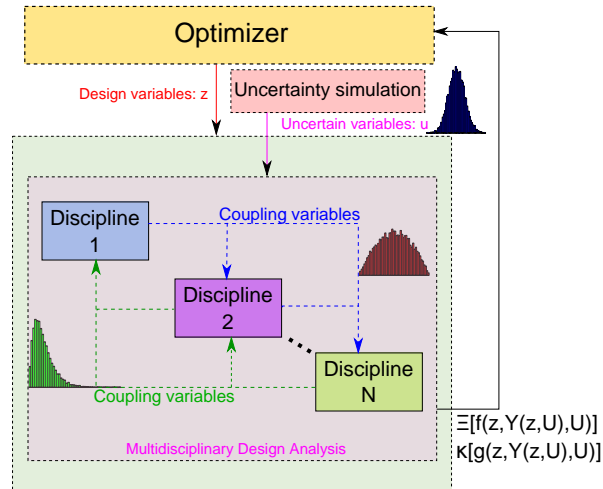 Optimizer
Design variables: z
Uncertainty simulation
Uncertain variables: u
Discipline
1
Coupling variables
Discipline
2
Discipline
N
Coupling variables
Multidisciplinary Design Analysis
Ξ[f(z,Y(z,U),U)]
κ[g(z,Y(z,U),U)]